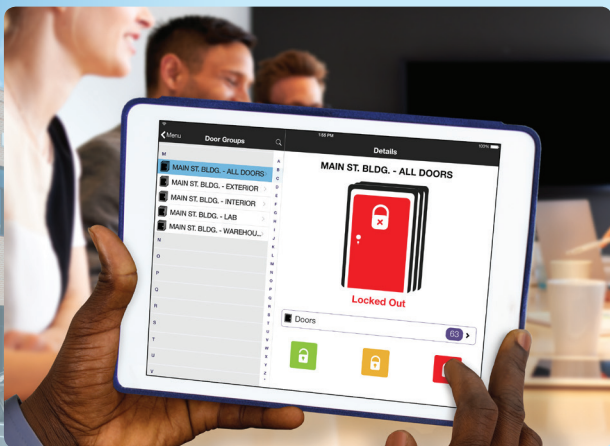 1:55 PM
100%
Menu
Door Groups
Details
M
MAIN ST. BLDG. - ALL DOORS
MAIN ST. BLDG. - EXTERIOR
MAIN ST. BLDG. - INTERIOR
MAIN ST. BLDG. - LAB
MAIN ST. BLDG. - WAREHOU...
N
O
P
Q
R
S
T
U
V
A
B
C
D
E
F
G
H
I
J
K
L
M
N
O
P
Q
R
S
T
U
V
W
X
Y
Z
MAIN ST. BLDG. - ALL DOORS
Locked Out
Doors
63